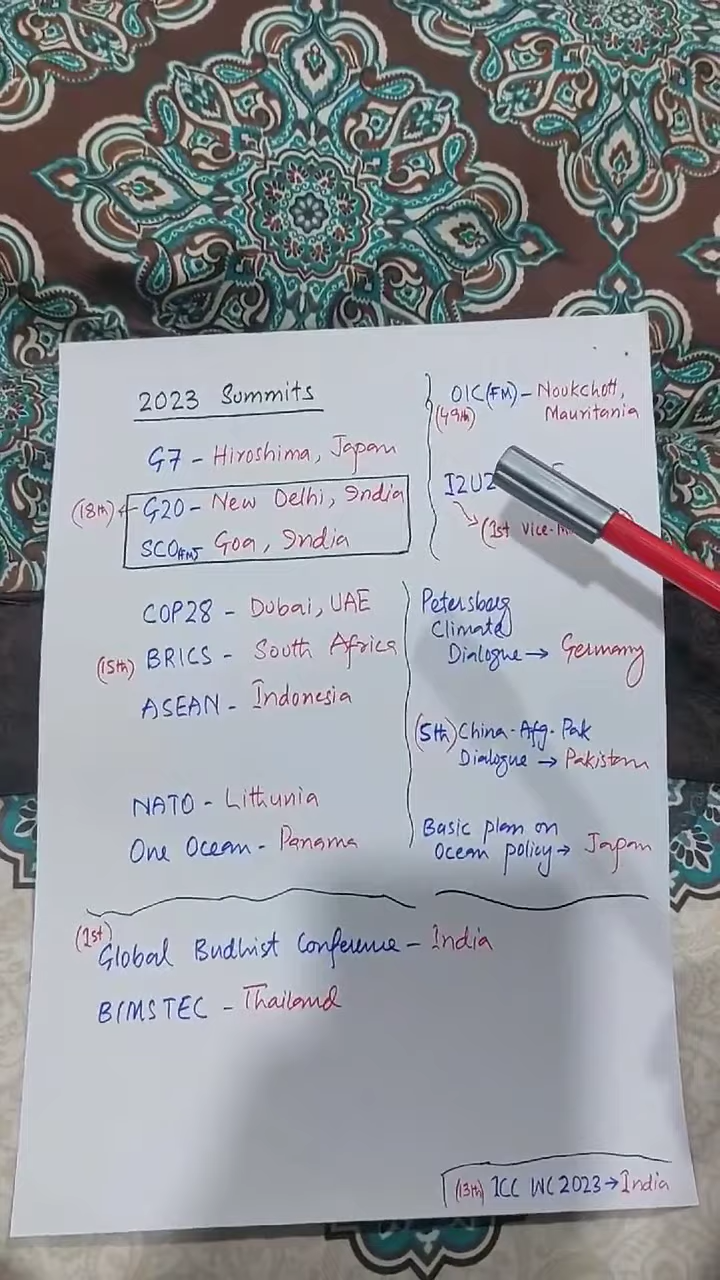 2023 Summits
G7 - Hiroshima, Japan
(18th) G20 - New Delhi, India
SCO(FM) Goa, India
COP28 - Dubai, UAE
(15th) BRICS - South Africa
ASEAN - Indonesia
NATO - Lithunia
One Ocean - Panama
OIC(FM) - Noukchott,
(49th) Mauritania
I2U2
(1st Vice-
Petersberg
Climate
Dialogue → Germany
(5th) China-Afg-Pak
Dialogue → Pakistan
Basic plan on
Ocean policy → Japan
(1st)
Global Budhist Conference - India
BIMSTEC - Thailand
(13th) ICC WC 2023 → India